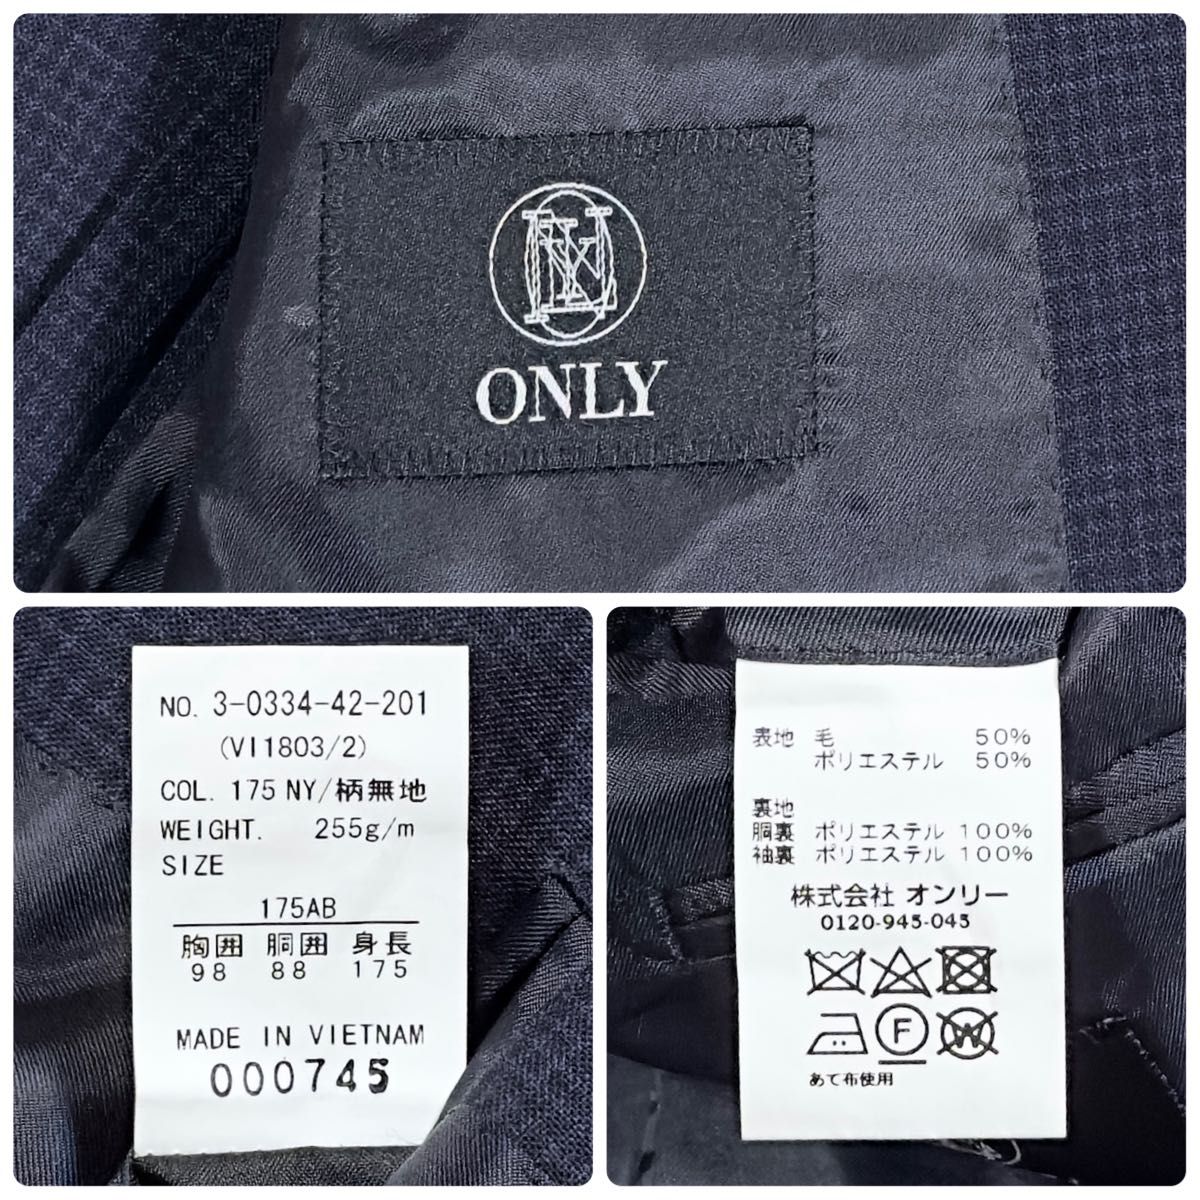 ONLY
NO. 3-0334-42-201
(VI1803/2)
COL. 175 NY/柄無地
WEIGHT. 255g/m
SIZE
175AB
胸囲 胴囲 身長
98 88 175
MADE IN VIETNAM
000745
表地 毛 50%
ポリエステル 50%
裏地
胴裏 ポリエステル 100%
袖裏 ポリエステル 100%
株式会社 オンリー
0120-945-045
F W
あて布使用